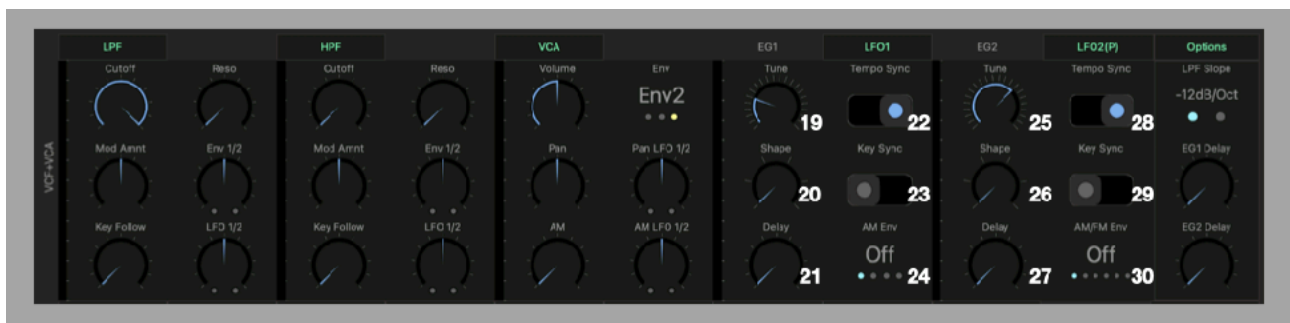 LPF HPF VCA EG1 LFO1 EG2 LFO2(P) Options
Cutoff Reso Cutoff Reso Volume Env Tune Tempo Sync Tune Tempo Sync LPF Slope
Env2 -12dB/Oct
19 22 25 28
Mod Amnt Env 1/2 Mod Amnt Env 1/2 Pan Pan LFO 1/2 Shape Key Sync Shape Key Sync EG1 Delay
VCF+VCA
20 23 26 29
Key Follow LFO 1/2 Key Follow LFO 1/2 AM AM LFO 1/2 Delay AM Env Delay AM/FM Env EG2 Delay
Off Off
21 24 27 30